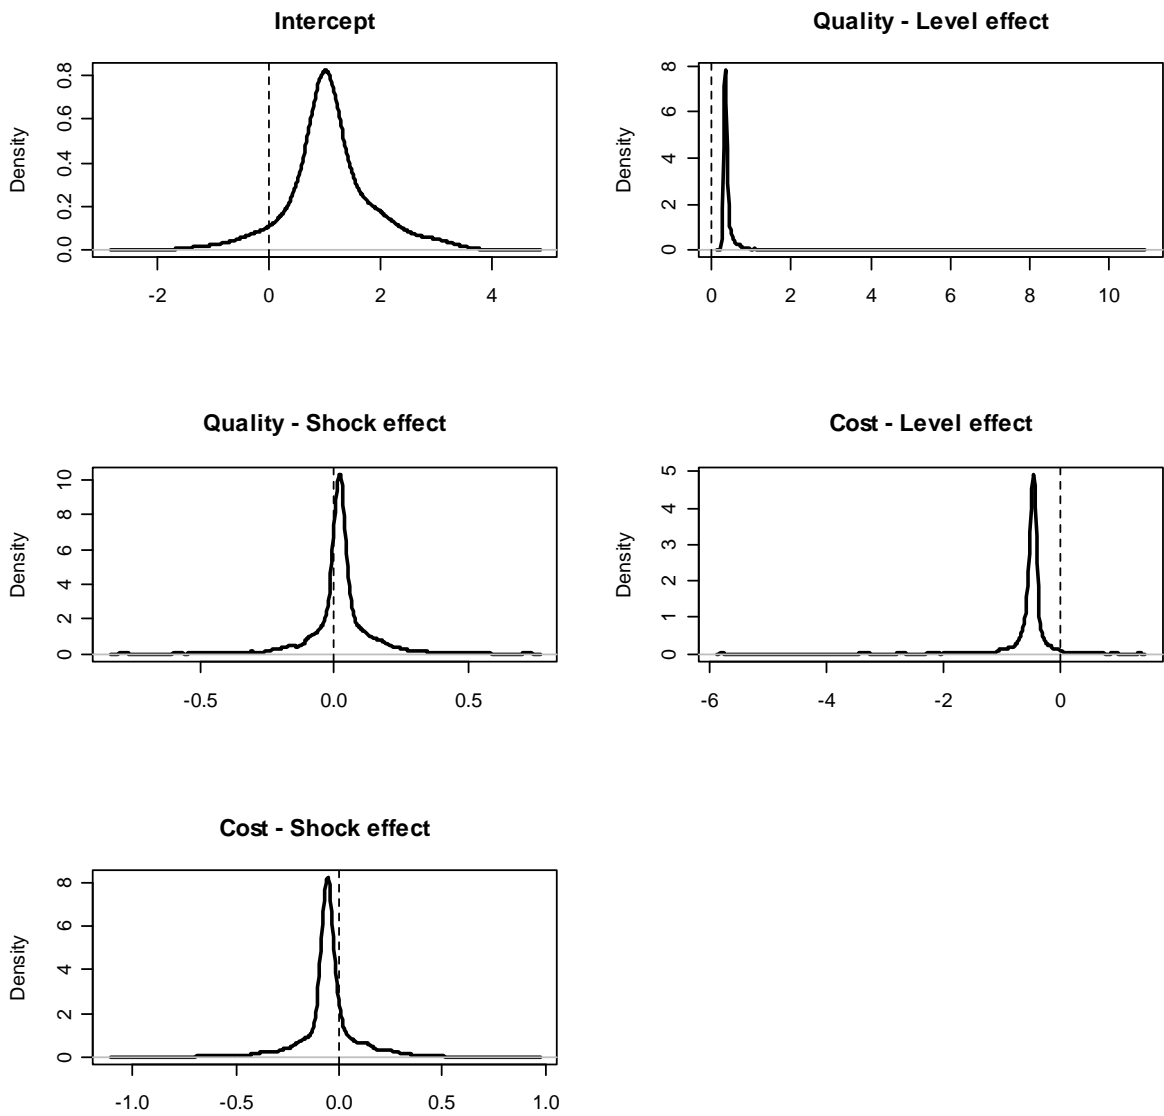 Intercept
Density
0.0 0.2 0.4 0.6 0.8
-2 0 2 4
Quality - Level effect
Density
0 2 4 6 8
0 2 4 6 8 10
Quality - Shock effect
Density
0 2 4 6 8 10
-0.5 0.0 0.5
Cost - Level effect
Density
0 1 2 3 4 5
-6 -4 -2 0
Cost - Shock effect
Density
0 2 4 6 8
-1.0 -0.5 0.0 0.5 1.0